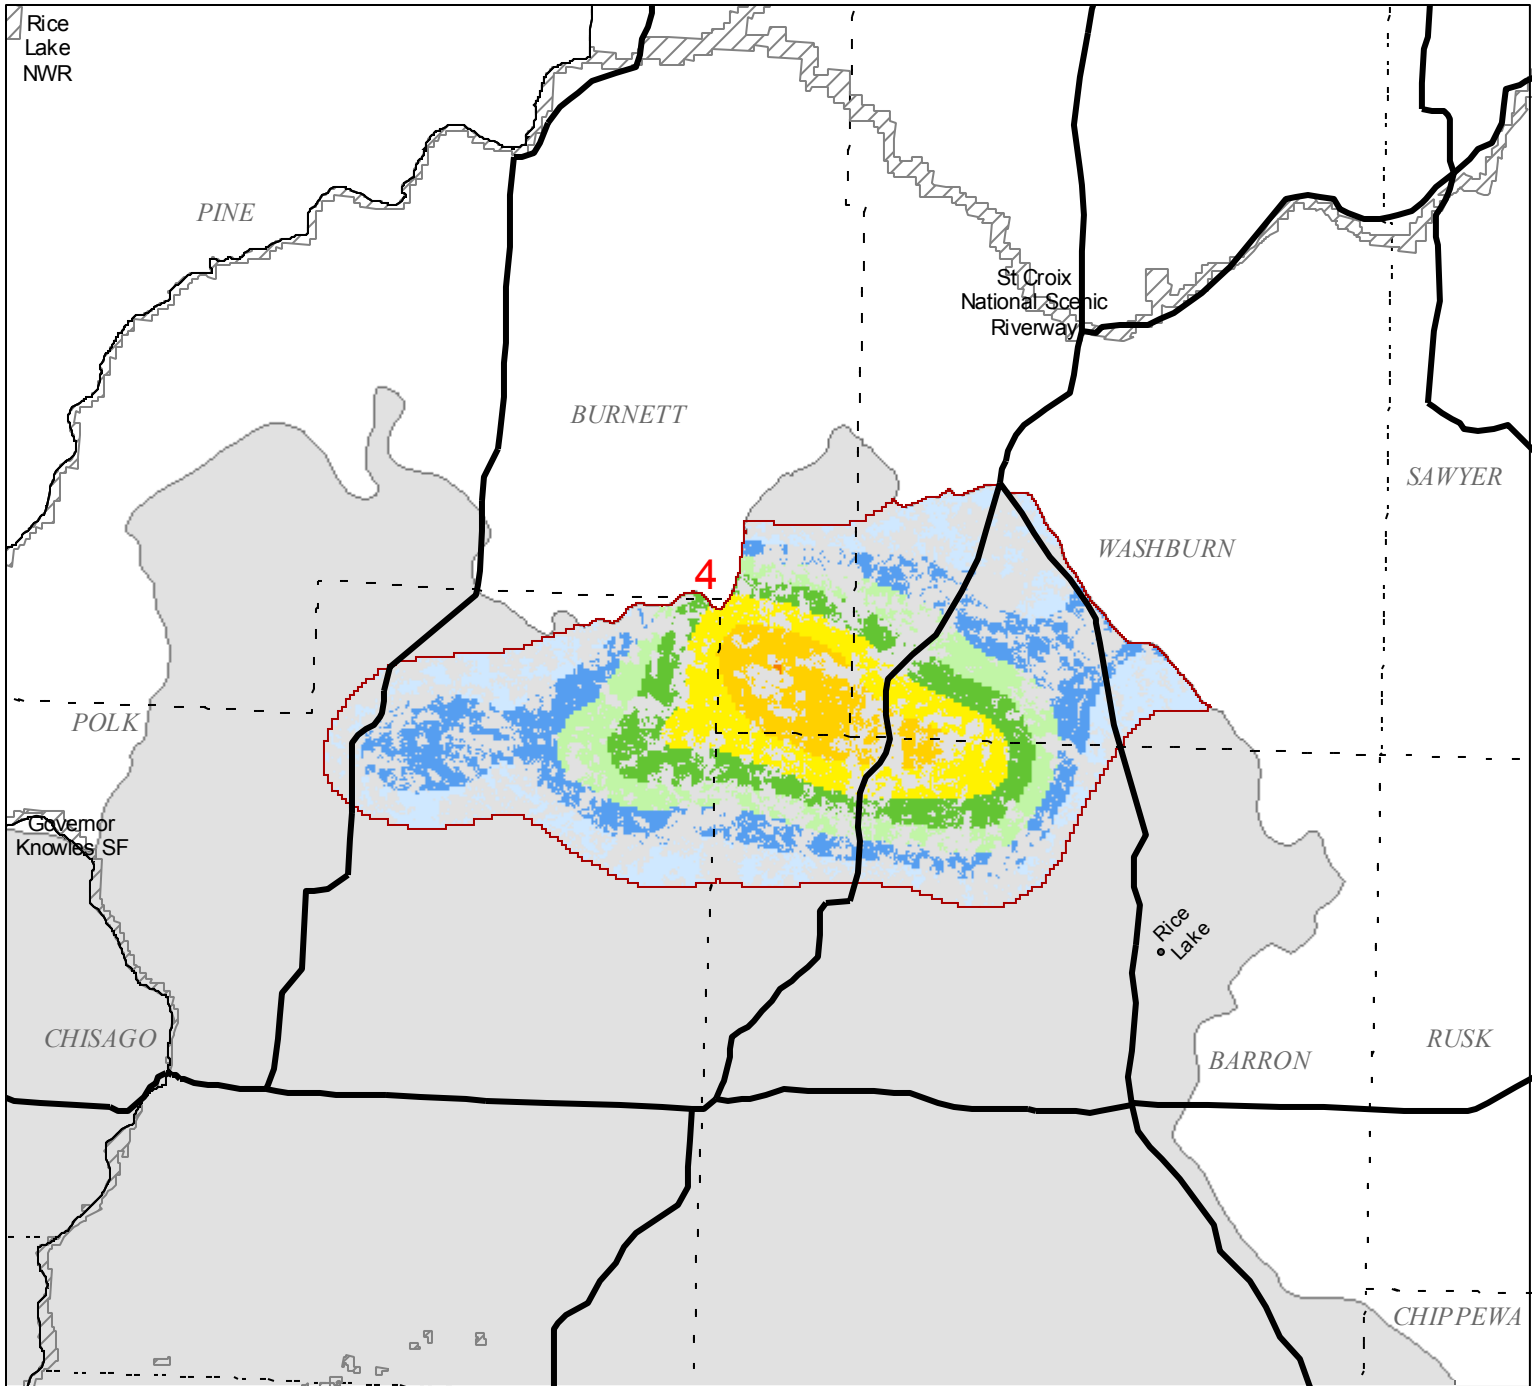 Rice
Lake
NWR
PINE
St Croix
National Scenic
Riverway
BURNETT
SAWYER
WASHBURN
4
POLK
Governor
Knowles SF
Rice
Lake
CHISAGO
RUSK
BARRON
CHIPPEWA